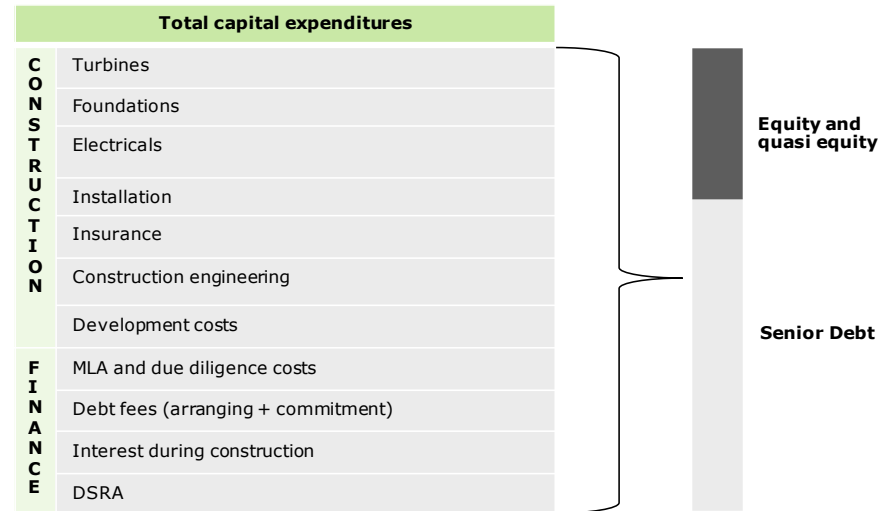 Total capital expenditures
CONSTRUCTION
Turbines
Foundations
Electricals
Installation
Insurance
Construction engineering
Development costs
FINANCE
MLA and due diligence costs
Debt fees (arranging + commitment)
Interest during construction
DSRA
Equity and
quasi equity
Senior Debt